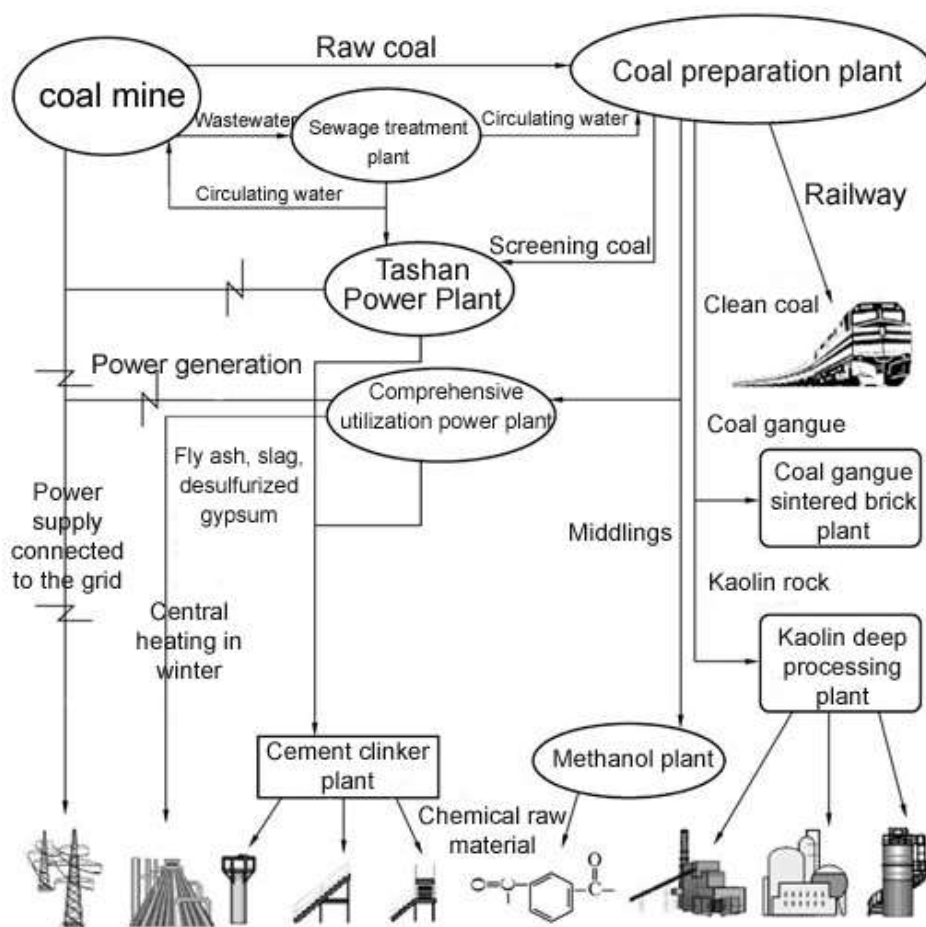 Raw coal
coal mine
Coal preparation plant
Wastewater
Sewage treatment
plant
Circulating water
Circulating water
Railway
Screening coal
Tashan
Power Plant
Clean coal
Power generation
Comprehensive
utilization power plant
Coal gangue
Fly ash, slag,
desulfurized
gypsum
Coal gangue
sintered brick
plant
Power
supply
connected
to the grid
Middlings
Kaolin rock
Central
heating in
winter
Kaolin deep
processing
plant
Cement clinker
plant
Methanol plant
Chemical raw
material
O
C
O
C